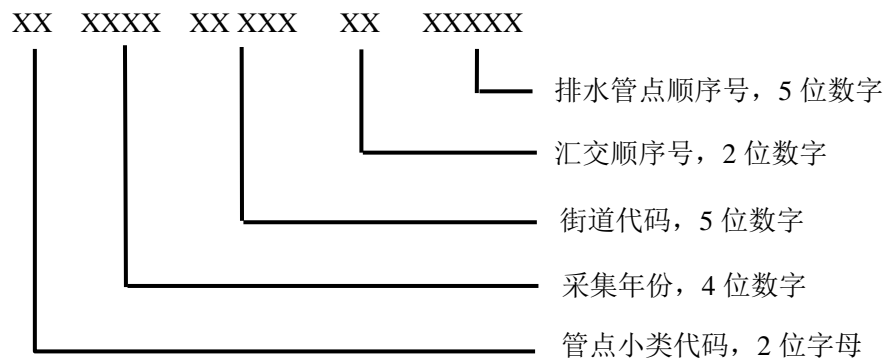 XX XXXX XX XXX XX XXXXX
排水管点顺序号，5 位数字
汇交顺序号，2 位数字
街道代码，5 位数字
采集年份，4 位数字
管点小类代码，2 位字母